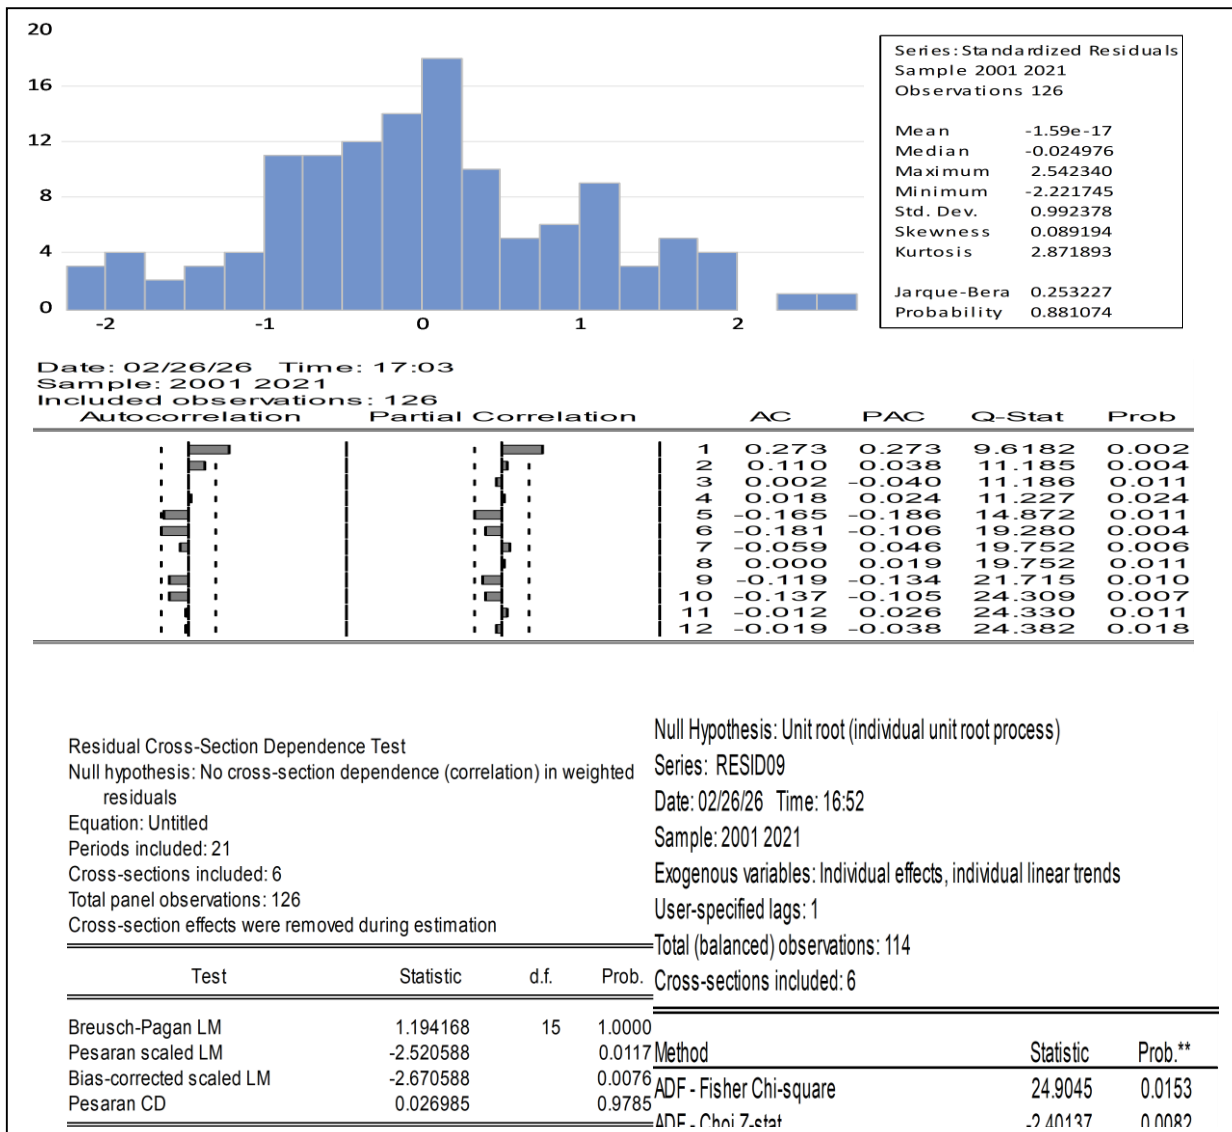 20
16
12
8
4
0
-2 -1 0 1 2
Series: Standardized Residuals
Sample 2001 2021
Observations 126
Mean -1.59e-17
Median -0.024976
Maximum 2.542340
Minimum -2.221745
Std. Dev. 0.992378
Skewness 0.089194
Kurtosis 2.871893
Jarque-Bera 0.253227
Probability 0.881074
Date: 02/26/26 Time: 17:03
Sample: 2001 2021
Included observations: 126
Autocorrelation Partial Correlation AC PAC Q-Stat Prob
1 0.273 0.273 9.6182 0.002
2 0.110 0.038 11.185 0.004
3 0.002 -0.040 11.186 0.011
4 0.018 0.024 11.227 0.024
5 -0.165 -0.186 14.872 0.011
6 -0.181 -0.106 19.280 0.004
7 -0.059 0.046 19.752 0.006
8 0.000 0.019 19.752 0.011
9 -0.119 -0.134 21.715 0.010
10 -0.137 -0.105 24.309 0.007
11 -0.012 0.026 24.330 0.011
12 -0.019 -0.038 24.382 0.018
Residual Cross-Section Dependence Test
Null hypothesis: No cross-section dependence (correlation) in weighted
residuals
Equation: Untitled
Periods included: 21
Cross-sections included: 6
Total panel observations: 126
Cross-section effects were removed during estimation
Test Statistic d.f. Prob.
Breusch-Pagan LM 1.194168 15 1.0000
Pesaran scaled LM -2.520588 0.0117
Bias-corrected scaled LM -2.670588 0.0076
Pesaran CD 0.026985 0.9785
Null Hypothesis: Unit root (individual unit root process)
Series: RESID09
Date: 02/26/26 Time: 16:52
Sample: 2001 2021
Exogenous variables: Individual effects, individual linear trends
User-specified lags: 1
Total (balanced) observations: 114
Cross-sections included: 6
Method Statistic Prob.**
ADF - Fisher Chi-square 24.9045 0.0153
ADF - Choi Z-stat -2.40137 0.0082